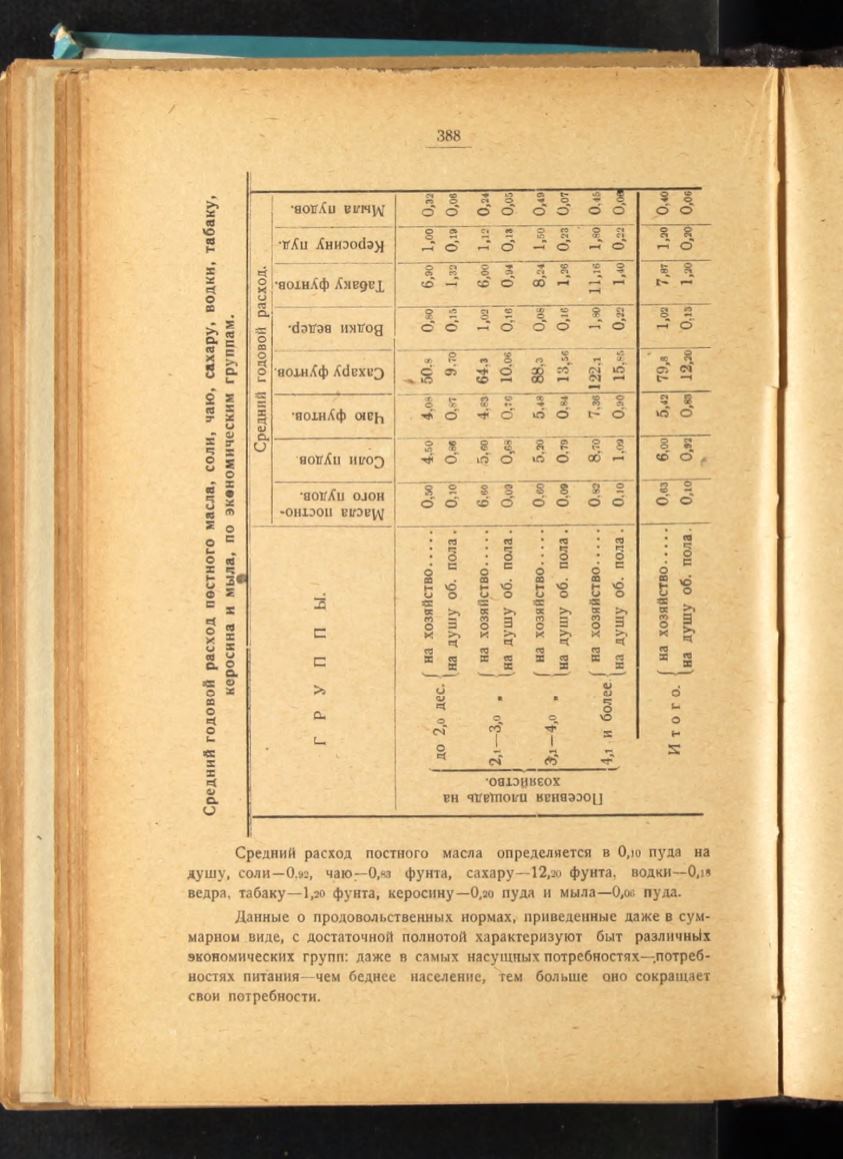 388
Средний годовой расход постного масла, соли, чаю, сахару, водки, табаку,
керосина и мыла, по экономическим группам.
Г Р У П П Ы. Средний годовой расход.
Масла постно-
ного пудов. Соли пудов. Чаю фунтов. Сахару фунтов. Водки ведер. Табаку фунтов. Керосину пуд. Мыла пудов.
Посевная площадь на
хозяйство.
до 2,0 дес. на хозяйство..... 0,50 4,50 4,08 50,8 0,80 6,90 1,00 0,32
на душу об. пола . 0,10 0,86 0,87 9,70 0,15 1,32 0,19 0,06
2,1—3,0 „ на хозяйство..... 6,60 5,60 4,83 64,3 1,02 6,00 1,12 0,24
на душу об. пола . 0,09 0,68 0,76 10,06 0,16 0,94 0,18 0,05
3,1—4,0 „ на хозяйство..... 0,60 5,20 5,48 88,3 0,08 8,24 1,50 0,49
на душу об. пола . 0,09 0,79 0,84 13,56 0,16 1,26 0,23 0,07
4,1 и более на хозяйство..... 0,82 8,70 7,36 122,1 1,80 11,16 1,80 0,45
на душу об. пола . 0,10 1,09 0,90 15,85 0,22 1,40 0,22
Итого. на хозяйство..... 0,63 6,00 5,42 79,8 1,02 7,87 1,20 0,40
на душу об. пола. 0,10 0,92 0,83 12,20 0,13 1,20 0,20 0,06
Средний расход постного масла определяется в 0,10 пуда на
душу, соли—0,92, чаю—0,83 фунта, сахару—12,20 фунта, водки—0,18
ведра, табаку—1,20 фунта, керосину—0,20 пуда и мыла—0,06 пуда.
Данные о продовольственных нормах, приведенные даже в сум-
марном виде, с достаточной полнотой характеризуют быт различных
экономических групп: даже в самых насущных потребностях—потреб-
ностях питания—чем беднее население, тем больше оно сокращает
свои потребности.